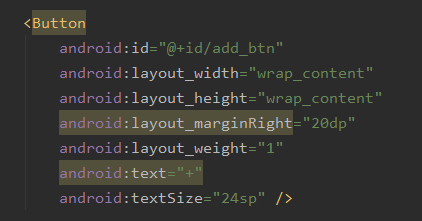 <Button
android:id="@+id/add_btn"
android:layout_width="wrap_content"
android:layout_height="wrap_content"
android:layout_marginRight="20dp"
android:layout_weight="1"
android:text="+"
android:textSize="24sp" />